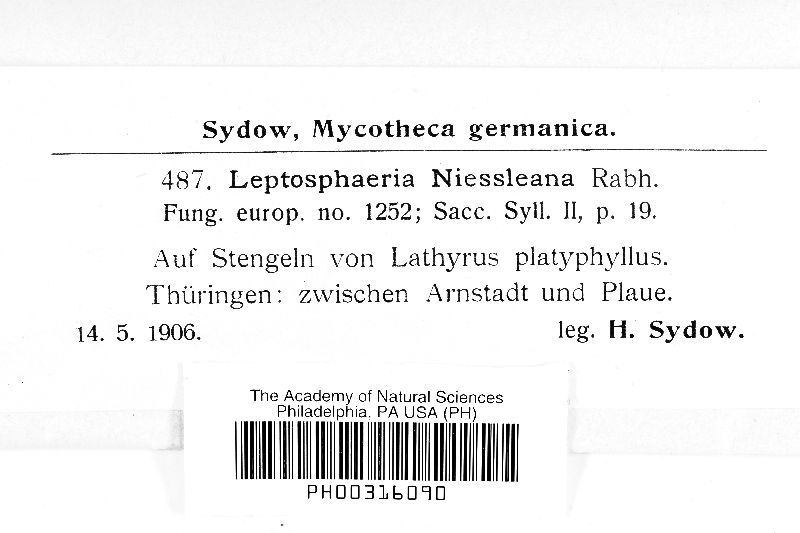 Sydow, Mycotheca germanica.
487. Leptosphaeria Niessleana Rabh.
Fung. europ. no. 1252; Sacc. Syll. II, p. 19.
Auf Stengeln von Lathyrus platyphyllus.
Thüringen: zwischen Arnstadt und Plaue.
14. 5. 1906. leg. H. Sydow.
The Academy of Natural Sciences
Philadelphia, PA USA (PH)
PH00316090